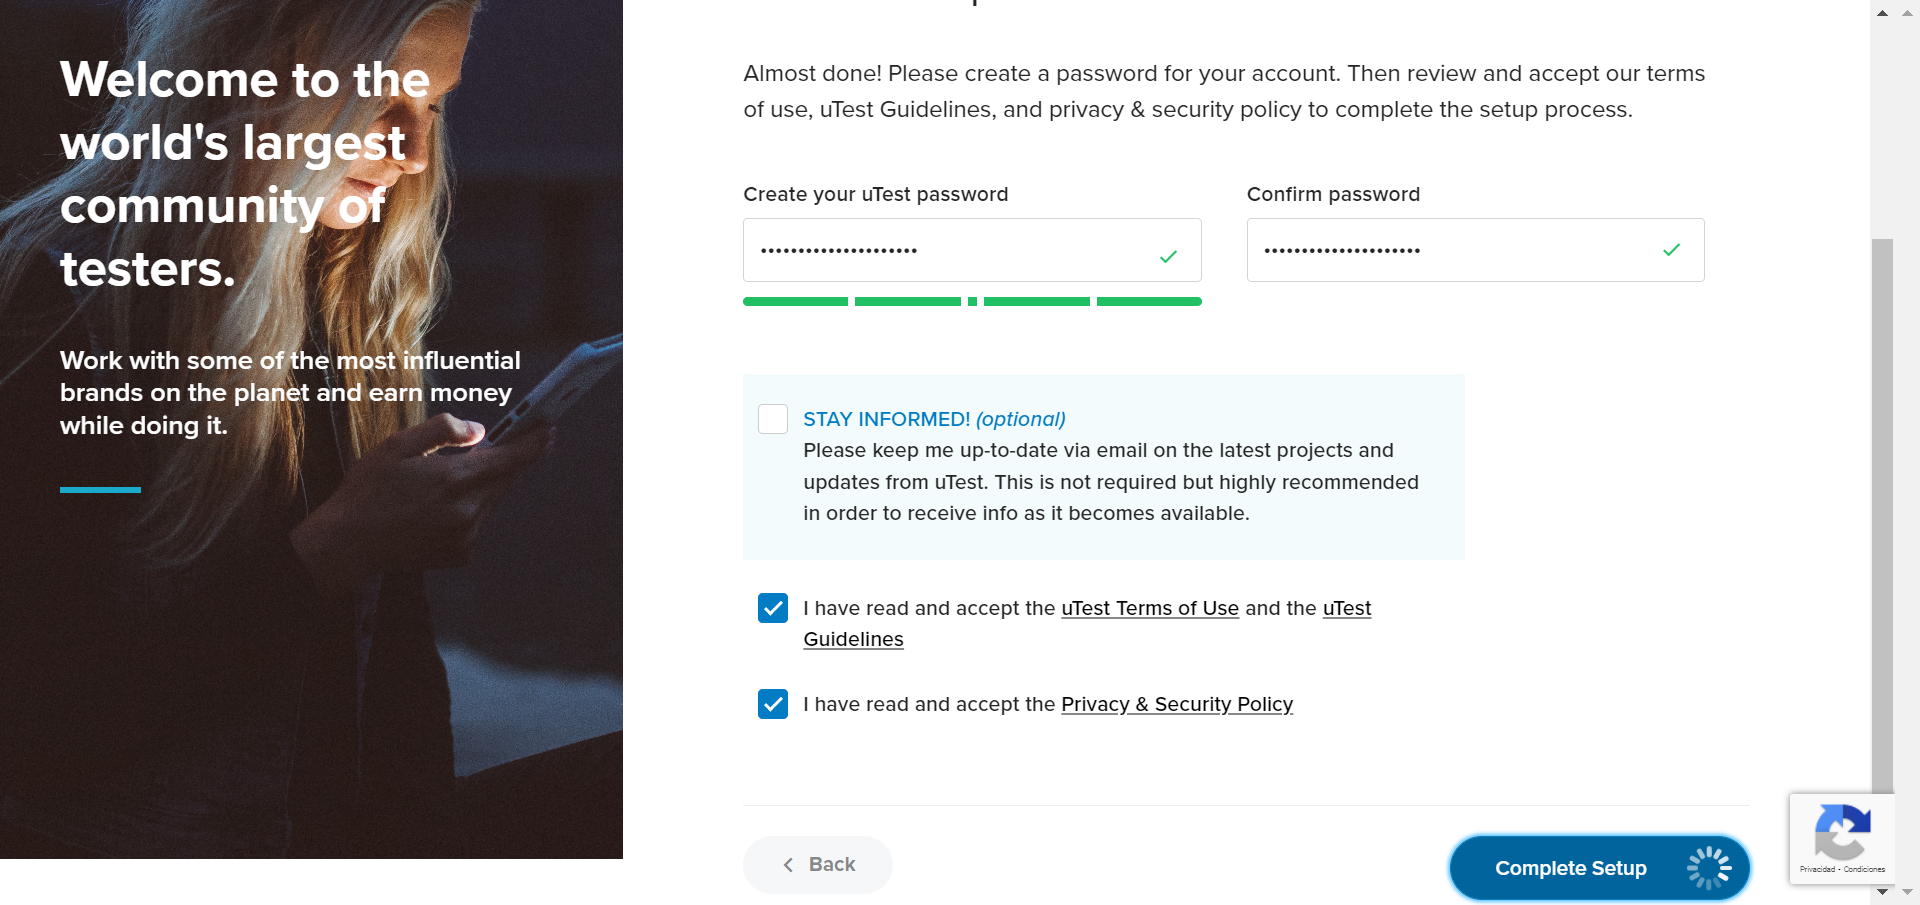 Welcome to the
world's largest
community of
testers.
Work with some of the most influential
brands on the planet and earn money
while doing it.
Almost done! Please create a password for your account. Then review and accept our terms
of use, uTest Guidelines, and privacy & security policy to complete the setup process.
Create your uTest password
Confirm password
STAY INFORMED! (optional)
Please keep me up-to-date via email on the latest projects and
updates from uTest. This is not required but highly recommended
in order to receive info as it becomes available.
I have read and accept the uTest Terms of Use and the uTest
Guidelines
I have read and accept the Privacy & Security Policy
Back
Complete Setup
Privacidad - Condiciones